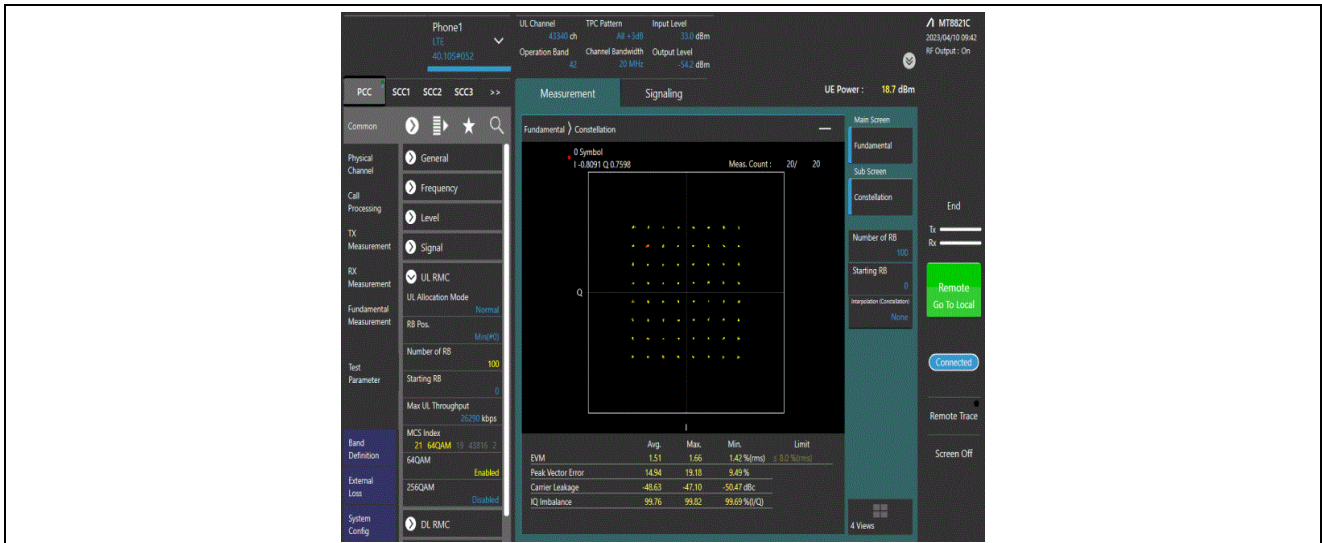 Phone1
LTE
40.105#052
UL Channel TPC Pattern Input Level
43340 ch All +3dB 33.0 dBm
Operation Band Channel Bandwidth Output Level
42 20 MHz -54.2 dBm
MT8821C
2023/04/10 09:42
RF Output : On
PCC SCC1 SCC2 SCC3 >>
Measurement Signaling
UE Power : 18.7 dBm
Common
Physical
Channel
Call
Processing
TX
Measurement
RX
Measurement
Fundamental
Measurement
Test
Parameter
Band
Definition
External
Loss
System
Config
General
Frequency
Level
Signal
UL RMC
UL Allocation Mode
Normal
RB Pos.
Min(#0)
Number of RB
100
Starting RB
0
Max UL Throughput
26290 kbps
MCS Index
21 64QAM 19 43816 2
64QAM
Enabled
256QAM
Disabled
DL RMC
Fundamental Constellation
0 Symbol
I -0.8091 Q 0.7598
Meas. Count : 20/ 20
Q
I
Avg. Max. Min. Limit
EVM 1.51 1.66 1.42 %(rms) ≤ 8.0 %(rms)
Peak Vector Error 14.94 19.18 9.49 %
Carrier Leakage -48.63 -47.10 -50.47 dBc
IQ Imbalance 99.76 99.82 99.69 %(I/Q)
Main Screen
Fundamental
Sub Screen
Constellation
Number of RB
100
Starting RB
0
Interpolation (Constellation)
None
4 Views
End
Tx
Rx
Remote
Go To Local
Connected
Remote Trace
Screen Off